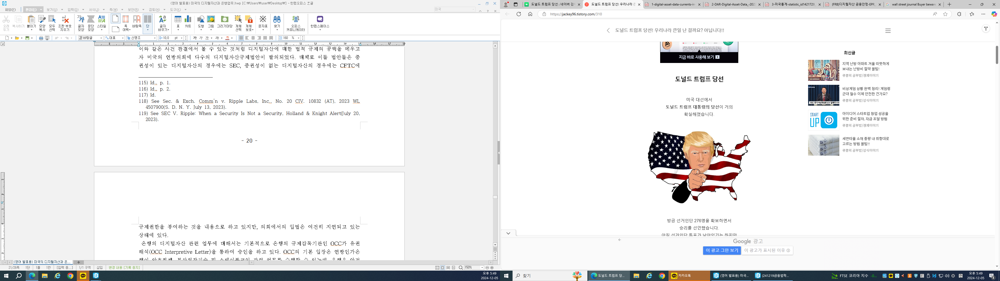 (영어 발표용) 미국의 디지털자산과 은행업무.hwp [C:\Users\user\Desktop\] - 한컴오피스 한글
파일(F) 편집(E) 보기(U) 입력(D) 서식(J) 쪽(W) 보안(B) 검토(H) 도구(K)
미국
오려 두기 복사하기 붙이기 모양 복사 모두 선택 조판 부호 지우기 글자 모양 문단 모양 스타일 쪽 여백 바탕쪽 단 글자 바꾸기 표 차트 도형 그림 그리기마당 개체 선택 개체 보호 문자표 찾기 오피스 커뮤니케이터 한컴스페이스
바탕글 대표 신명조 10.0 pt 가 가 가 가 가 160 %
이와 같은 사건 판결에서 볼 수 있는 것처럼 디지털자산에 대한 법적 규제의 공백을 메우고
자 미국의 연방의회에 다수의 디지털자산규제법안이 발의되었다. 대체로 이들 법안들은 증
권성이 있는 디지털자산의 경우에는 SEC, 증권성이 없는 디지털자산의 경우에는 CFTC에
115) Id., p. 1.
116) Id., p. 2.
117) Id.
118) See Sec. & Exch. Comm'n v. Ripple Labs, Inc., No. 20 CIV. 10832 (AT), 2023 WL
4507900(S. D. N. Y. July 13, 2023).
119) See SEC V. Ripple: When a Security Is Not a Security, Holland & Knight Alert(July 20,
2023).
- 20 -
규제권한을 부여하는 것을 내용으로 하고 있지만, 의회에서의 입법은 여전히 지연되고 있는
상태에 있다.
은행의 디지털자산 관련 업무에 대해서는 기본적으로 은행의 규제감독기관인 OCC가 유권
해석(OCC Interpretive Letter)을 통하여 승인을 하고 있다. OCC의 기본 입장은 연방인가은
(영어 발표용) 미국의 디지털자산과 은...
21/26쪽 1단 1줄 1칸 [입력 중...] 1/1 구역 삽입 변경 내용 [기록 중지] 150%
오후 5:49
2024-12-05
도널드 트럼프 당선 : 네이버 검색
도널드 트럼프 당선! 우리나라 큰
1-digital-asset-data-currents-in
2-DAR-Digital-Asset-Data_-202
3-미국통계-statistic_id1421729_
(FRB)디지털자산 금융안정-EPR_
wall street journal Buyer beware
https://jackey96.tistory.com/310
도널드 트럼프 당선! 우리나라 큰일 난 걸까요? 아닙니다!!
지금 바로 사용해 보기
도널드 트럼프 당선
미국 대선에서
도널드 트럼프 대통령의 당선이 거의
확실해졌습니다.
방금 선거인단 276명을 확보하면서
승리를 선언했습니다.
아직 선거인단 투표가 남아있기는 하지만
최신글
지역 난방 아파트 겨울 따뜻하게
보내는 난방비 절약 꿀팁!
큐쿵의 공부방/경제이야기
비상계엄 상황 완벽 정리! 계엄령
군대 철수 이제 안전한 건가요?
큐쿵의 공부방/상식이야기
START
UP
아이디어 스타트업 창업 성공을
위한 준비 절차, 자금 조달 방법
큐쿵의 공부방/경제이야기
세면타올 소재 중량 내 취향대로
고르는 방법 꿀팁!!
큐쿵의 공부방/상식이야기
Google 광고
이 광고 그만 보기
이 광고가 표시된 이유
찾기
도널드 트럼프 당...
카카오톡
(영어 발표용) 미국...
(241219금융법학...
FTSE 코리아 지수 -0...
오후 5:49
2024-12-05